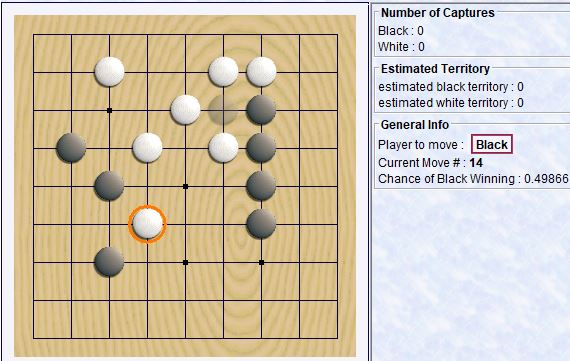 Number of Captures
Black : 0
White : 0
Estimated Territory
estimated black territory : 0
estimated white territory : 0
General Info
Player to move : Black
Current Move # : 14
Chance of Black Winning : 0.49866